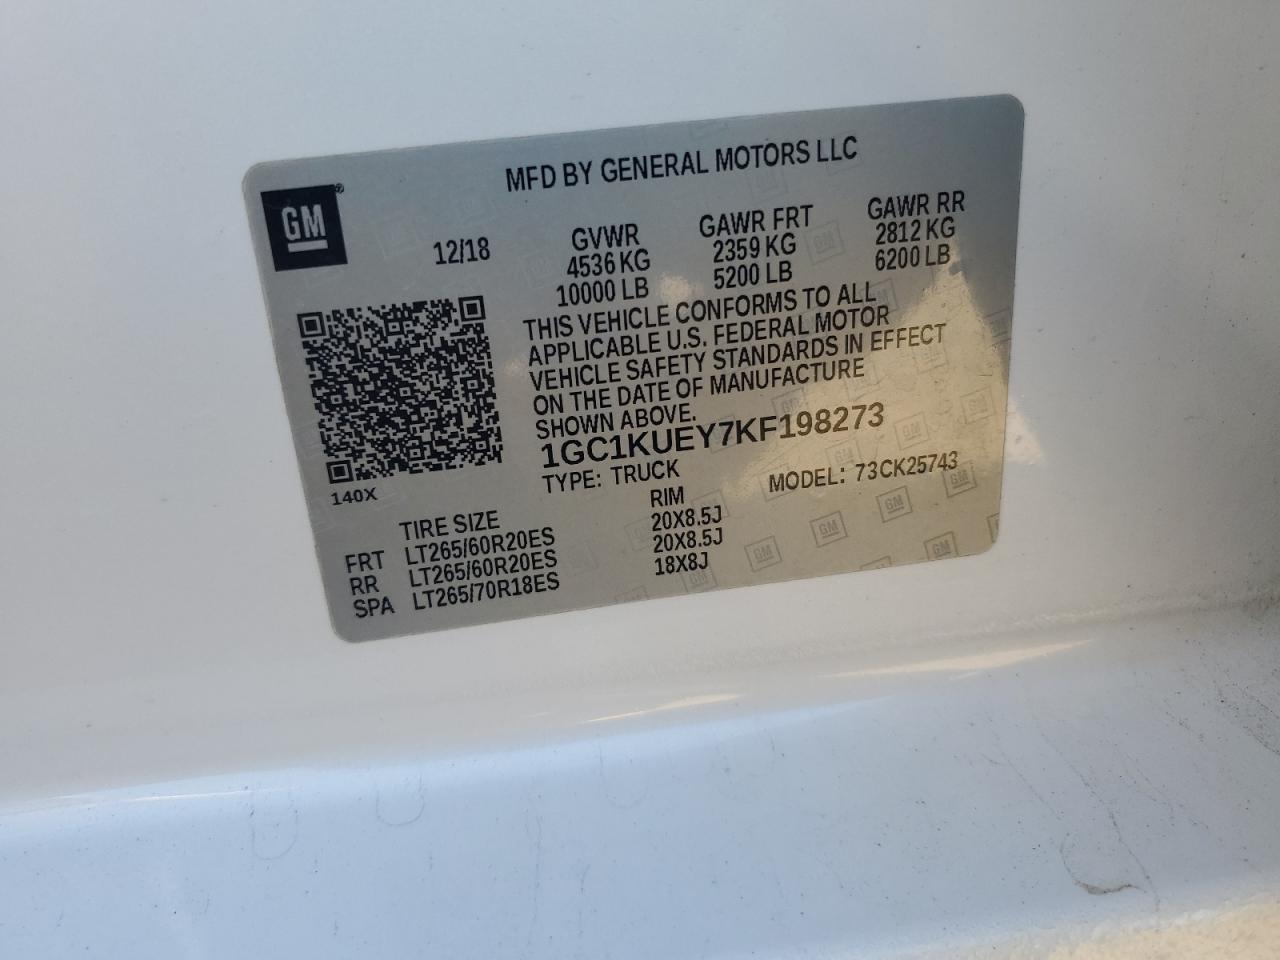 MFD BY GENERAL MOTORS LLC
GM®
12/18
GVWR GAWR FRT GAWR RR
4536 KG 2359 KG 2812 KG
10000 LB 5200 LB 6200 LB
THIS VEHICLE CONFORMS TO ALL
APPLICABLE U.S. FEDERAL MOTOR
VEHICLE SAFETY STANDARDS IN EFFECT
ON THE DATE OF MANUFACTURE
SHOWN ABOVE.
1GC1KUEY7KF198273
TYPE: TRUCK MODEL: 73CK25743
140X
TIRE SIZE RIM
FRT LT265/60R20ES 20X8.5J
RR LT265/60R20ES 20X8.5J
SPA LT265/70R18ES 18X8J